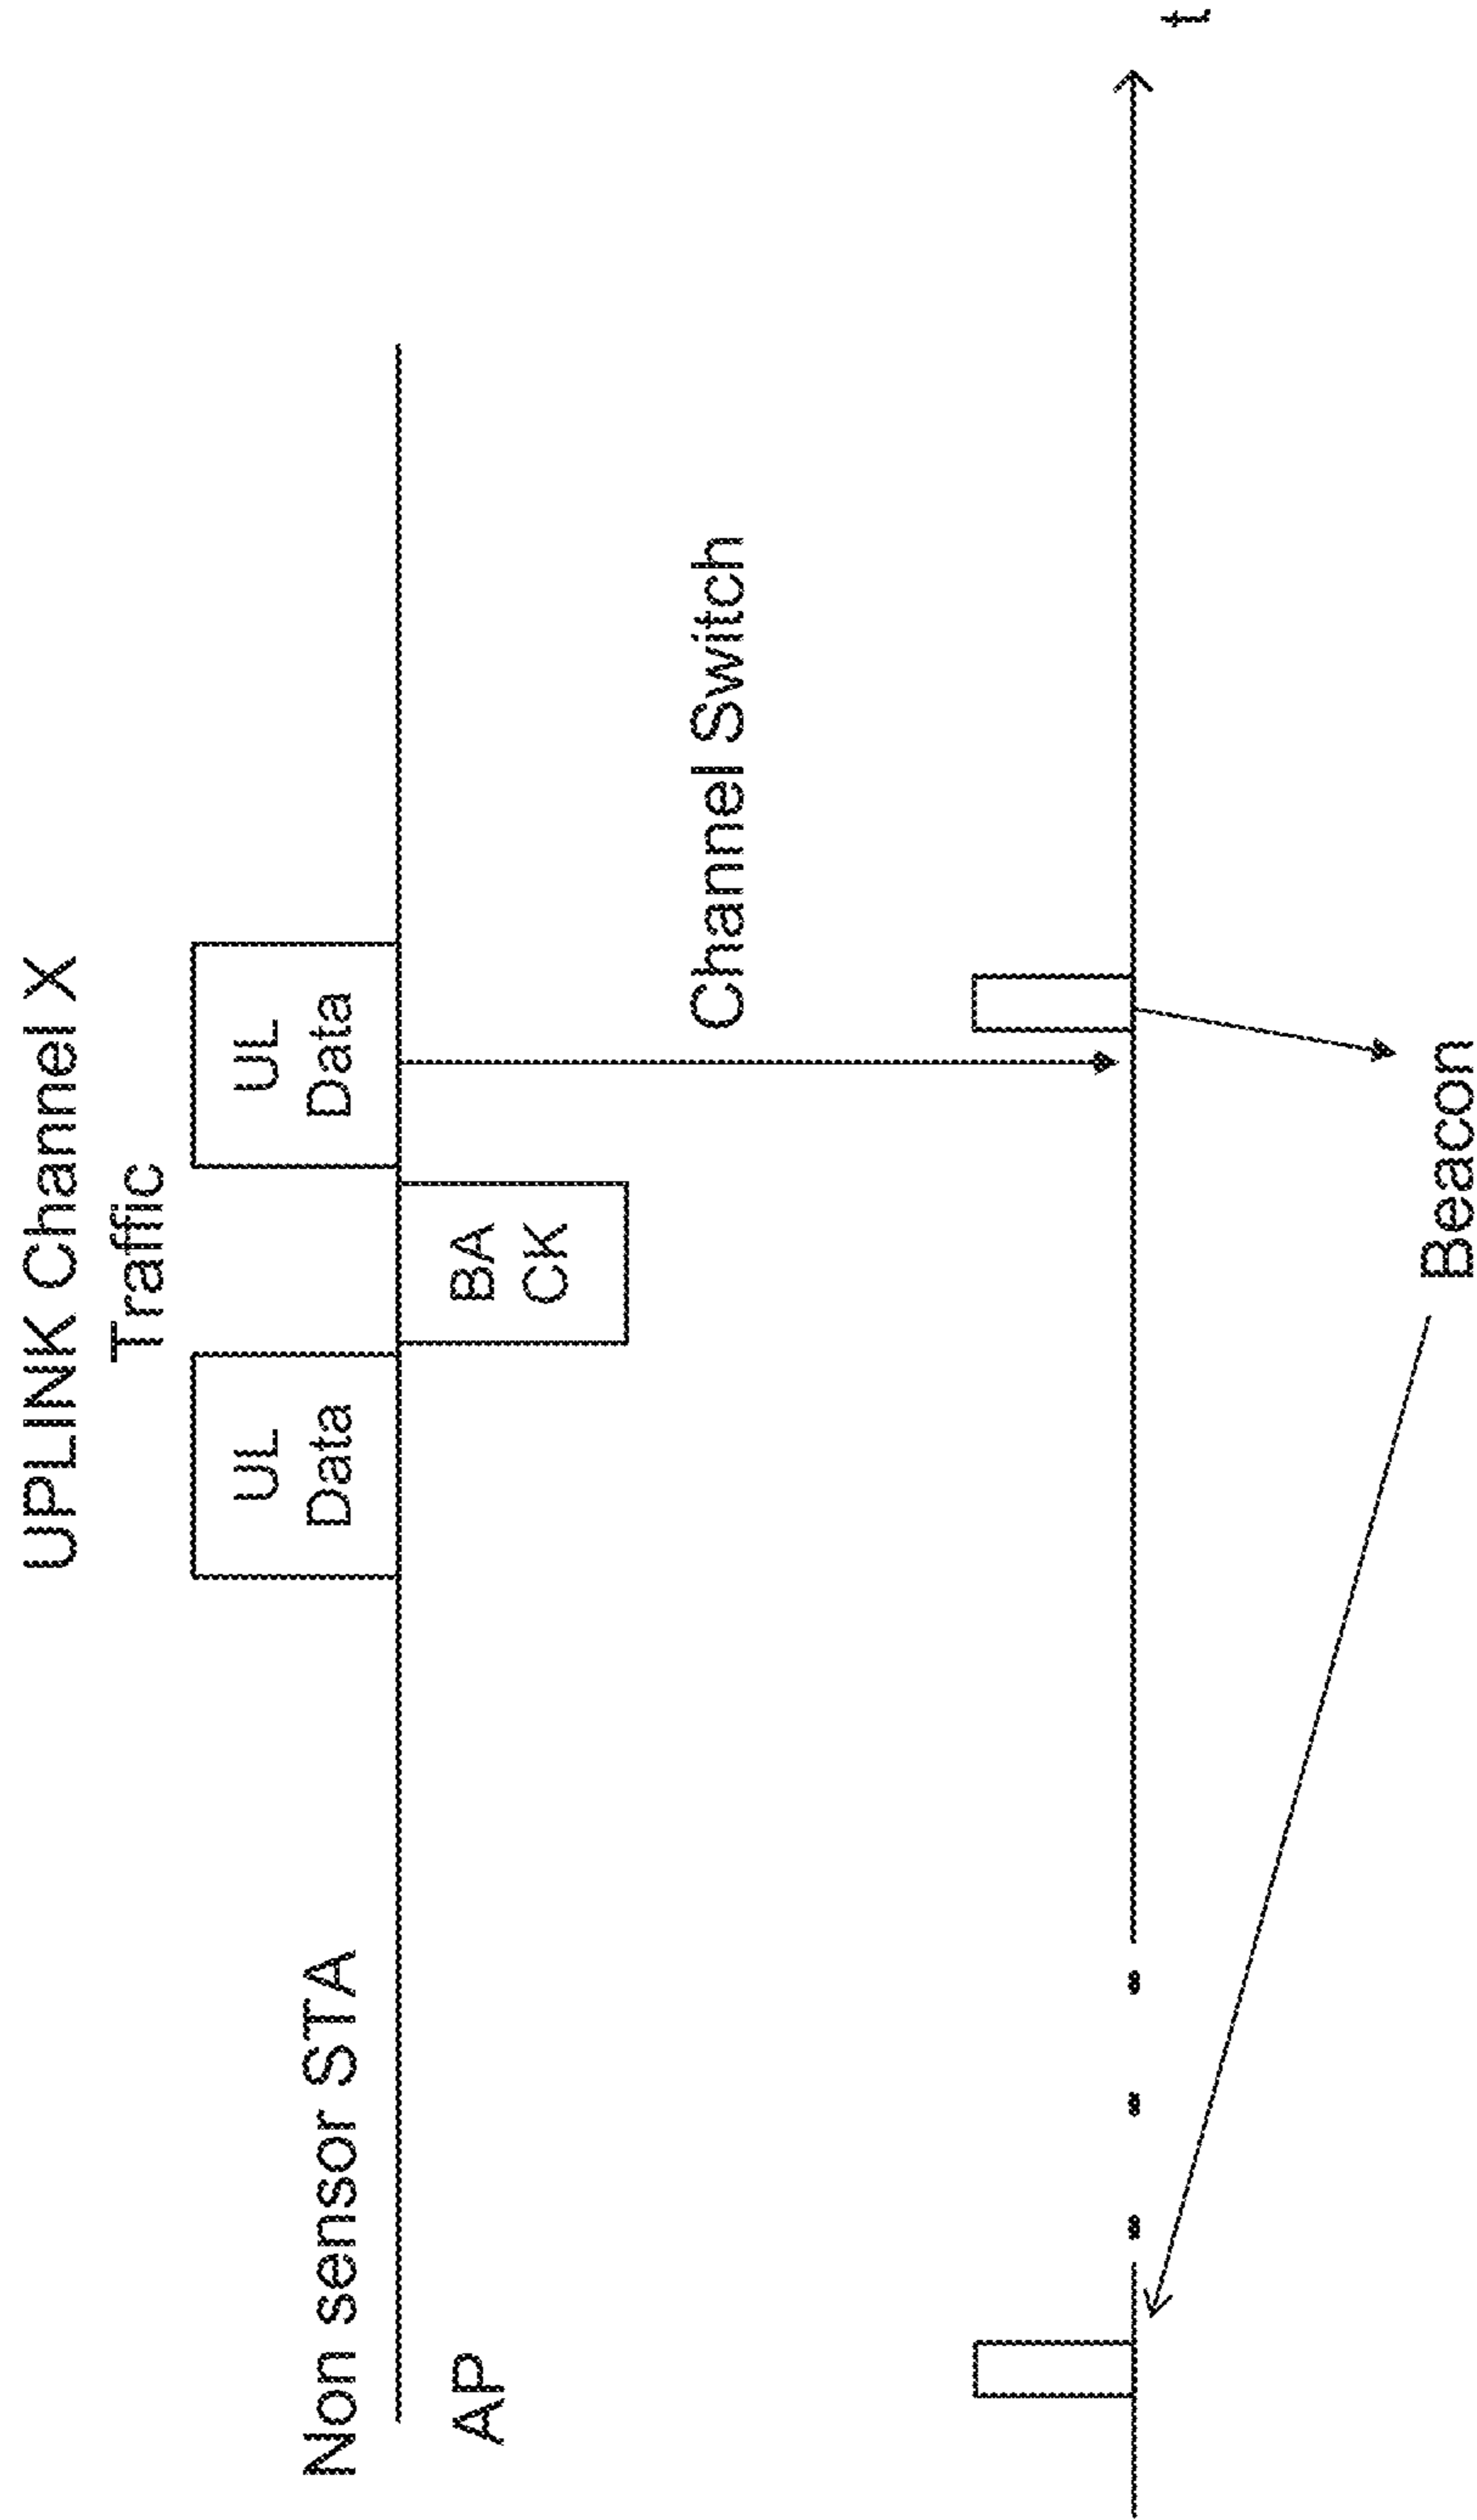 UPLINK Channel X
Traffic
Non sensor STA
UL
Data
UL
Data
AP
BA
CK
Channel Switch
t
Beacon